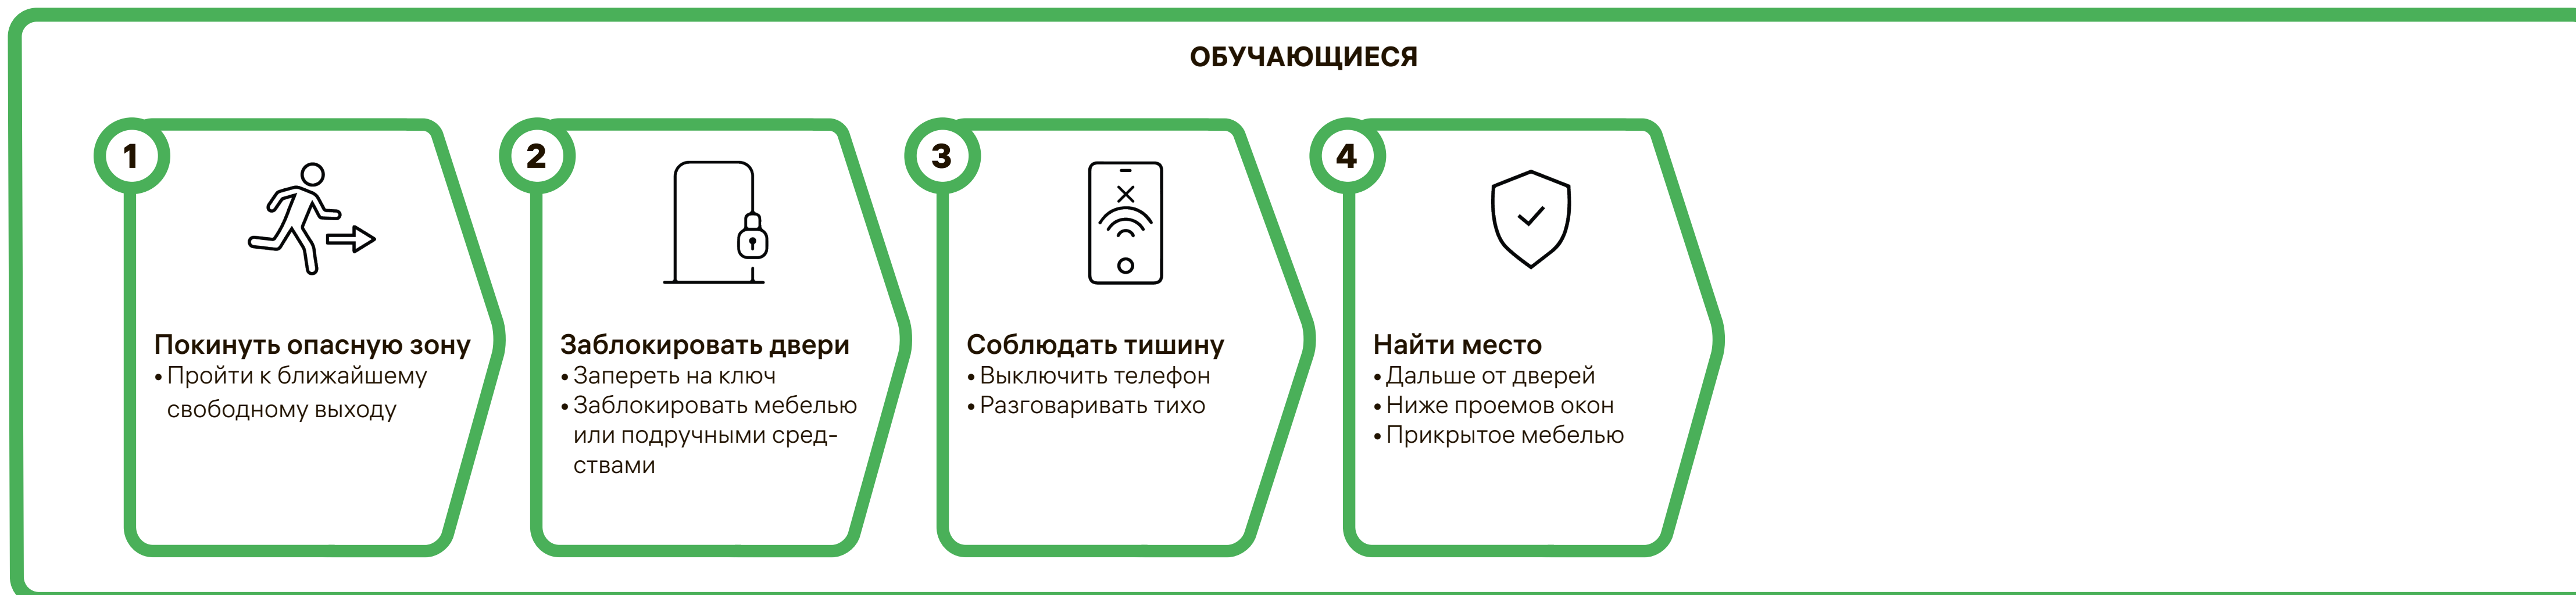 ОБУЧАЮЩИЕСЯ
1
Покинуть опасную зону
• Пройти к ближайшему
свободному выходу
2
Заблокировать двери
• Запереть на ключ
• Заблокировать мебелью
или подручными сред-
ствами
3
Соблюдать тишину
• Выключить телефон
• Разговаривать тихо
4
Найти место
• Дальше от дверей
• Ниже проемов окон
• Прикрытое мебелью